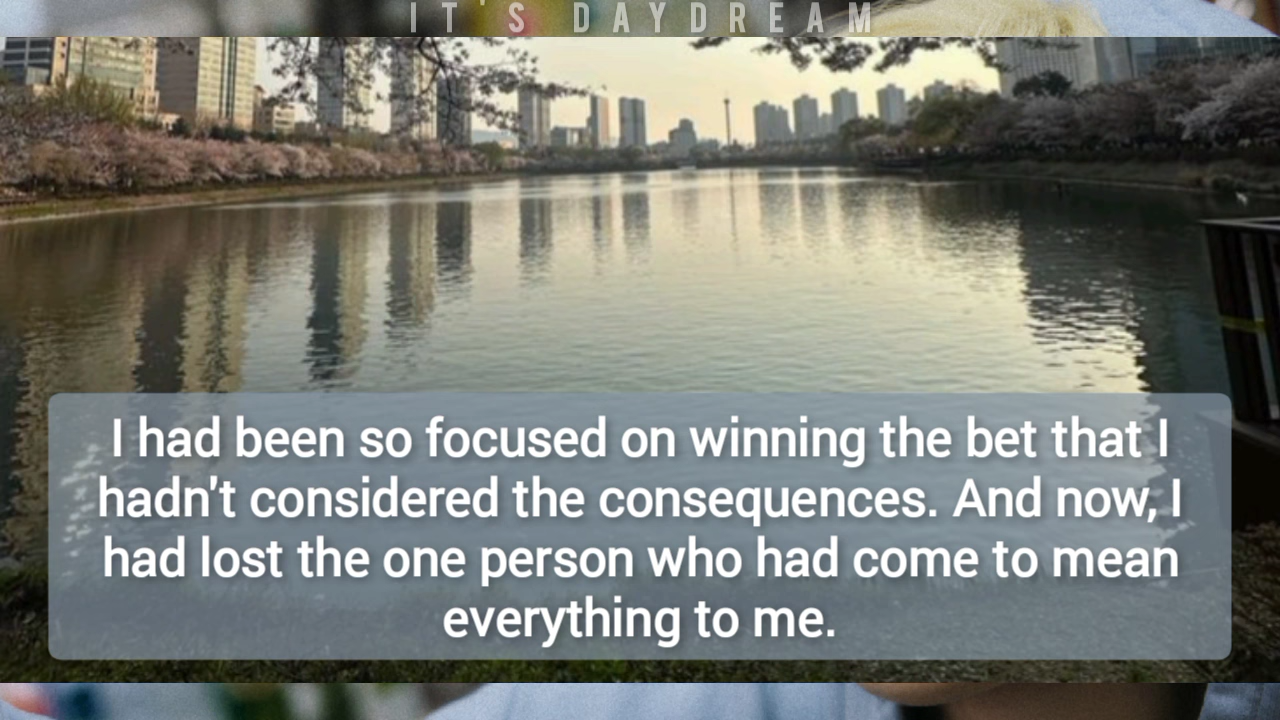 IT'S DAYDREAM
I had been so focused on winning the bet that I
hadn't considered the consequences. And now, I
had lost the one person who had come to mean
everything to me.